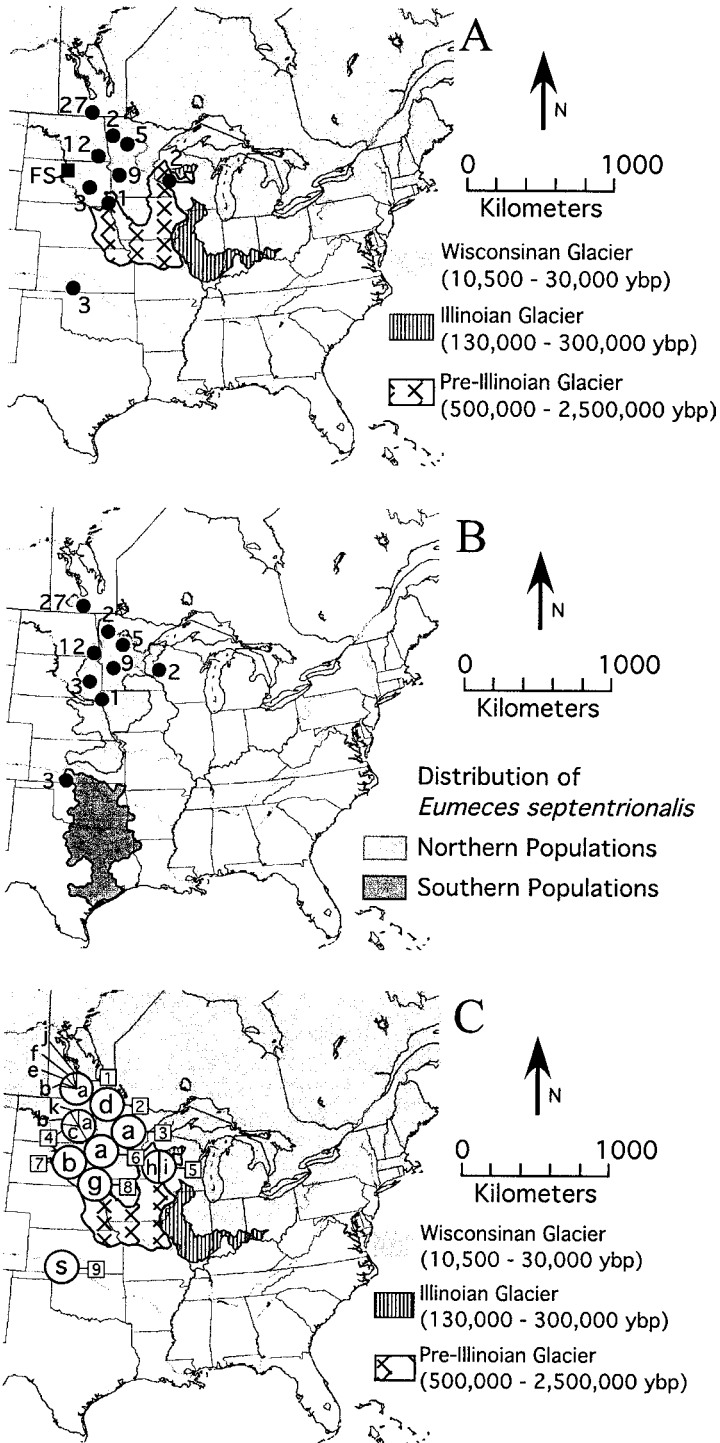 A
27
2
5
12
2
FS
9
3
1
3
N
0 1000
Kilometers
Wisconsinan Glacier
(10,500 - 30,000 ybp)
Illinoian Glacier
(130,000 - 300,000 ybp)
Pre-Illinoian Glacier
(500,000 - 2,500,000 ybp)
B
27
2
5
12
9
2
3
1
3
N
0 1000
Kilometers
Distribution of
Eumeces septentrionalis
Northern Populations
Southern Populations
C
j
f
e
b a 1
d 2
k
b a c 4
a 3
a 6
b 7
h i 5
g 8
s 9
N
0 1000
Kilometers
Wisconsinan Glacier
(10,500 - 30,000 ybp)
Illinoian Glacier
(130,000 - 300,000 ybp)
Pre-Illinoian Glacier
(500,000 - 2,500,000 ybp)